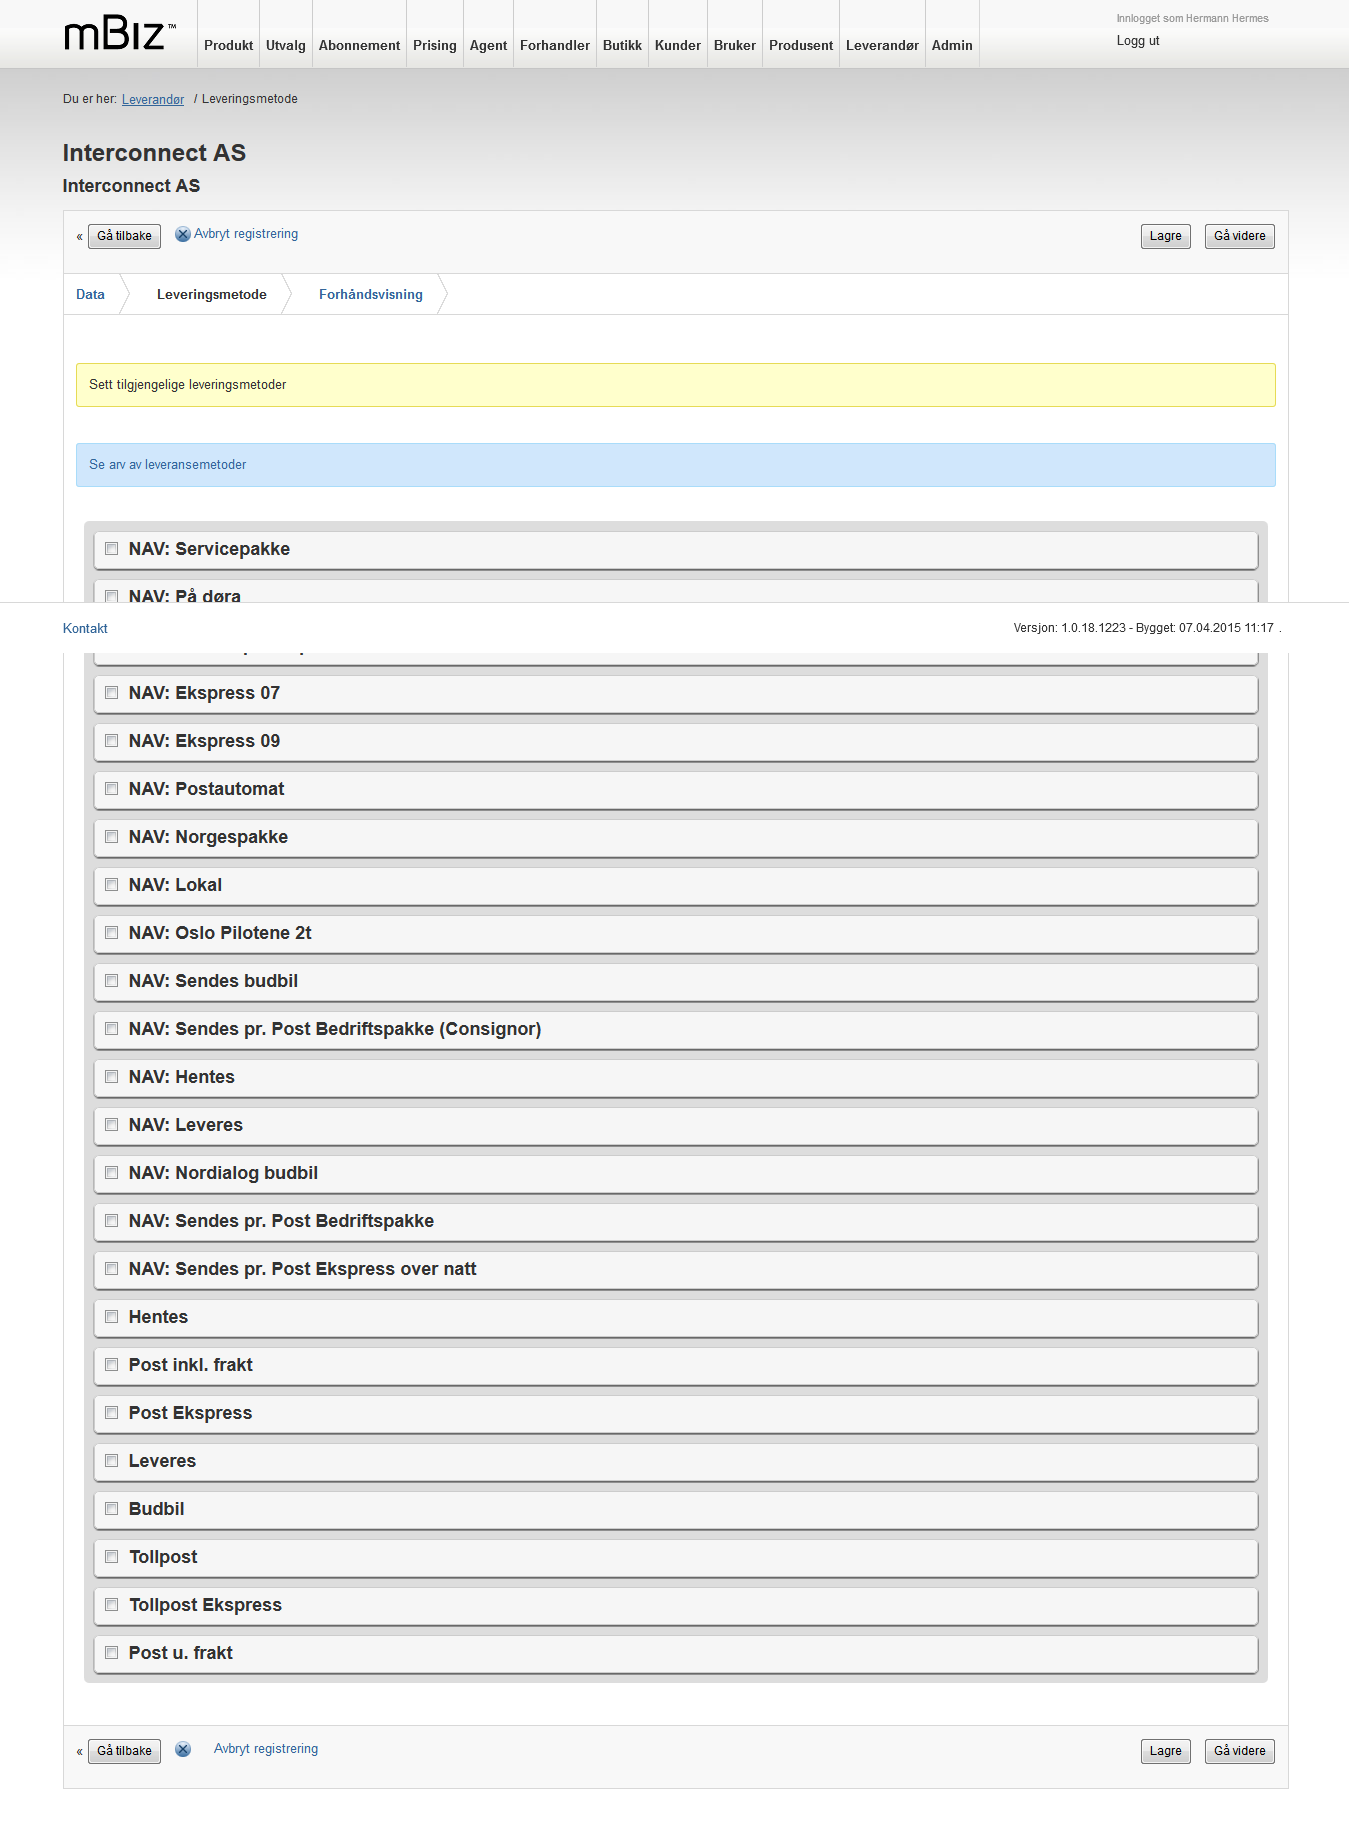 mBiz™
Produkt Utvalg Abonnement Prising Agent Forhandler Butikk Kunder Bruker Produsent Leverandør Admin
Innlogget som Hermann Hermes
Logg ut
Du er her: Leverandør / Leveringsmetode
Interconnect AS
Interconnect AS
« Gå tilbake Avbryt registrering Lagre Gå videre
Data Leveringsmetode Forhåndsvisning
Sett tilgjengelige leveringsmetoder
Se arv av leveransemetoder
NAV: Servicepakke
NAV: På døra
Kontakt Versjon: 1.0.18.1223 - Bygget: 07.04.2015 11:17 .
NAV: Ekspress 07
NAV: Ekspress 09
NAV: Postautomat
NAV: Norgespakke
NAV: Lokal
NAV: Oslo Pilotene 2t
NAV: Sendes budbil
NAV: Sendes pr. Post Bedriftspakke (Consignor)
NAV: Hentes
NAV: Leveres
NAV: Nordialog budbil
NAV: Sendes pr. Post Bedriftspakke
NAV: Sendes pr. Post Ekspress over natt
Hentes
Post inkl. frakt
Post Ekspress
Leveres
Budbil
Tollpost
Tollpost Ekspress
Post u. frakt
« Gå tilbake Avbryt registrering Lagre Gå videre